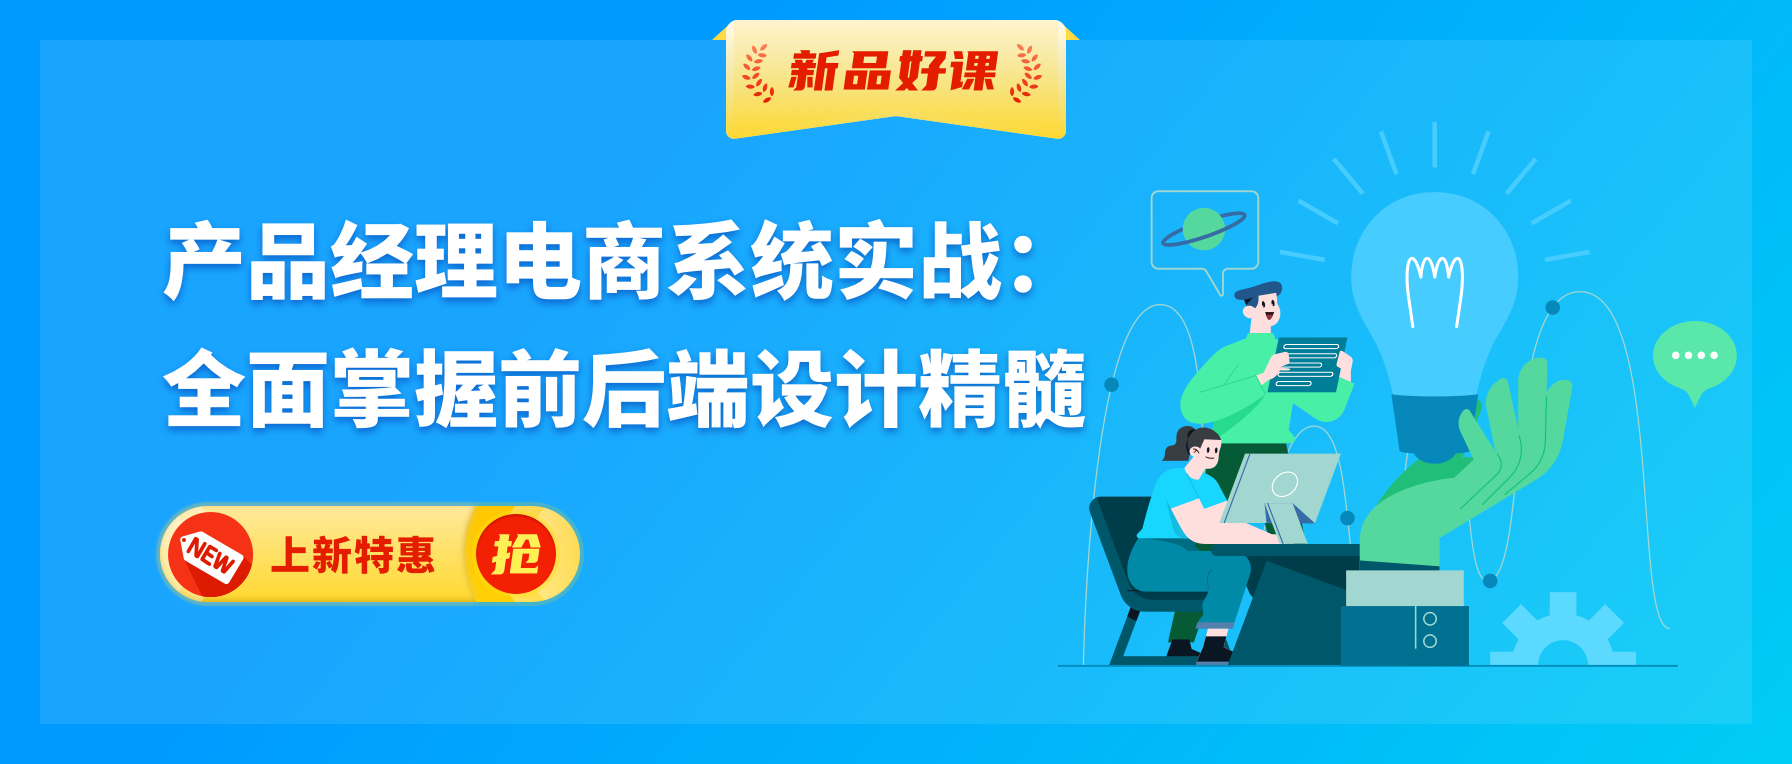 新品好课
产品经理电商系统实战：
全面掌握前后端设计精髓
NEW
上新特惠
抢